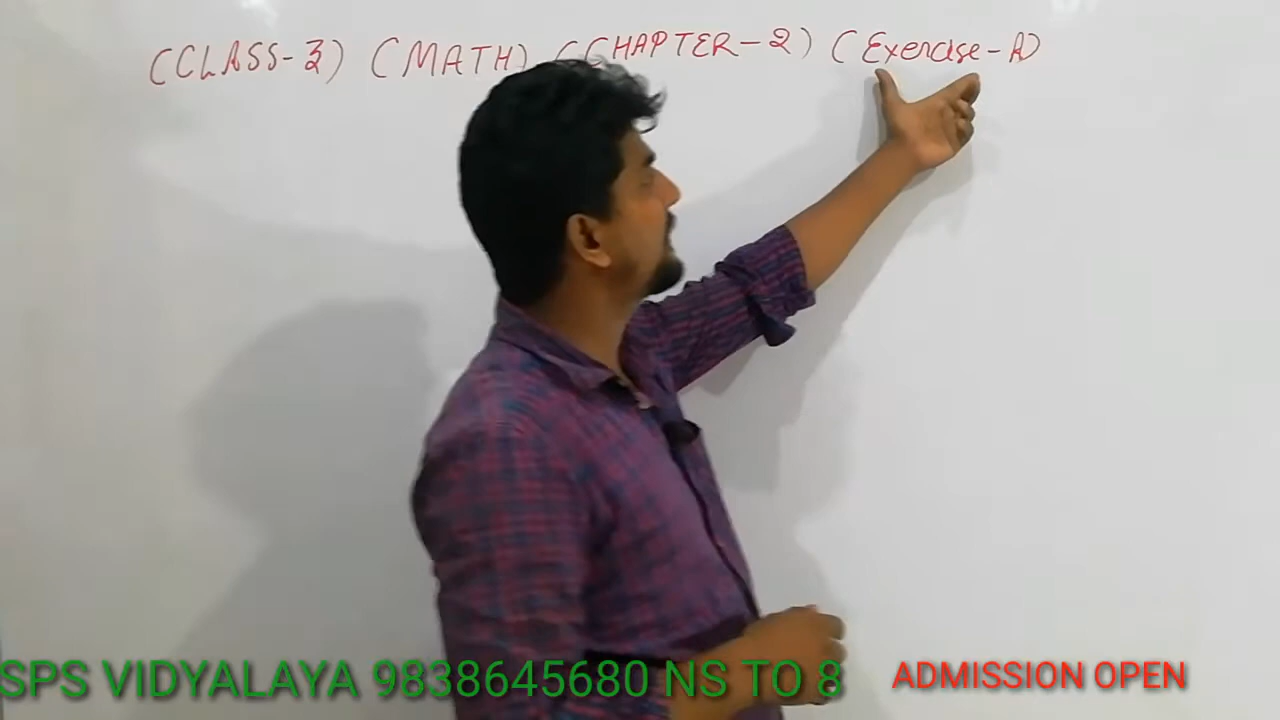 (CLASS-3) (MATH) (CHAPTER-2) (Exercise-A)
SPS VIDYALAYA 9838645680 NS TO 8 ADMISSION OPEN